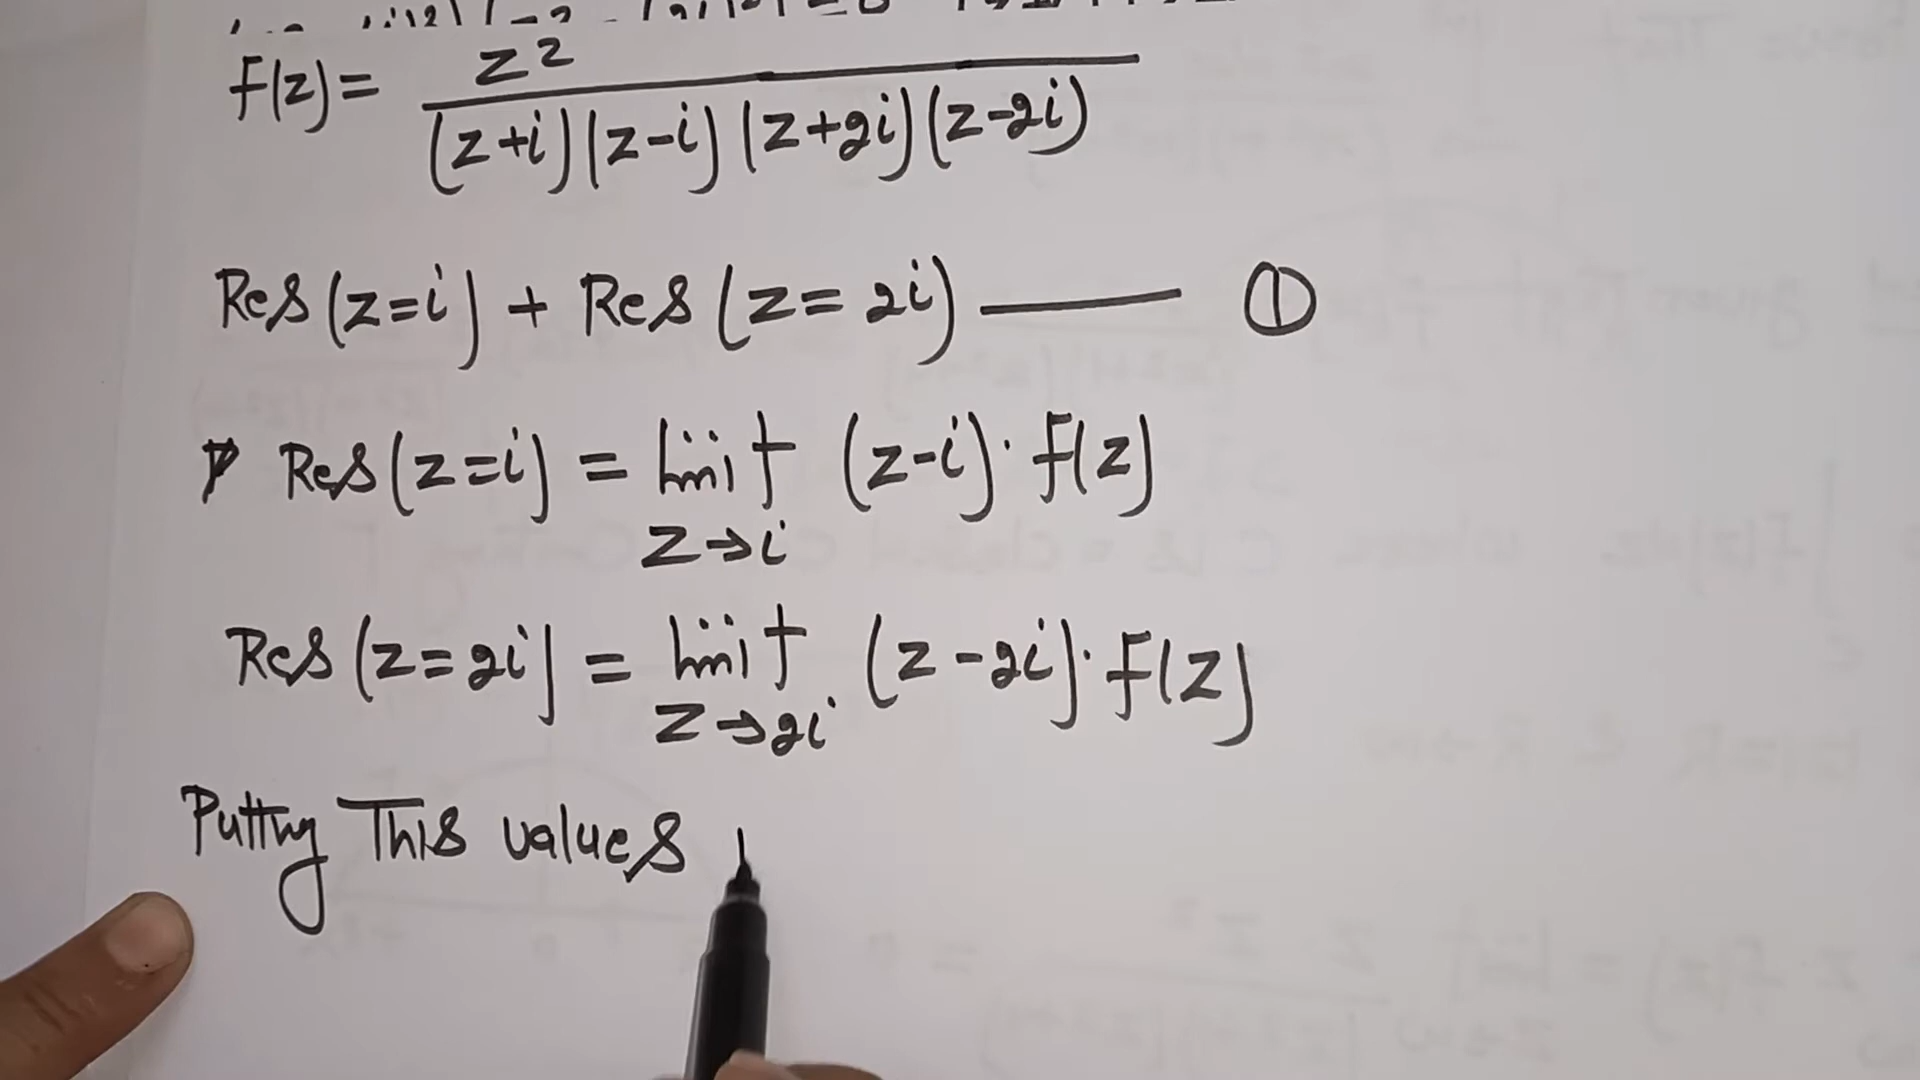 f(z) = z² / (z+i)(z-i)(z+2i)(z-2i)
Res(z=i) + Res(z=2i) —— ①
Res(z=i) = limit (z-i)·f(z)
z→i
Res(z=2i) = limit (z-2i)·f(z)
z→2i
Putting This values